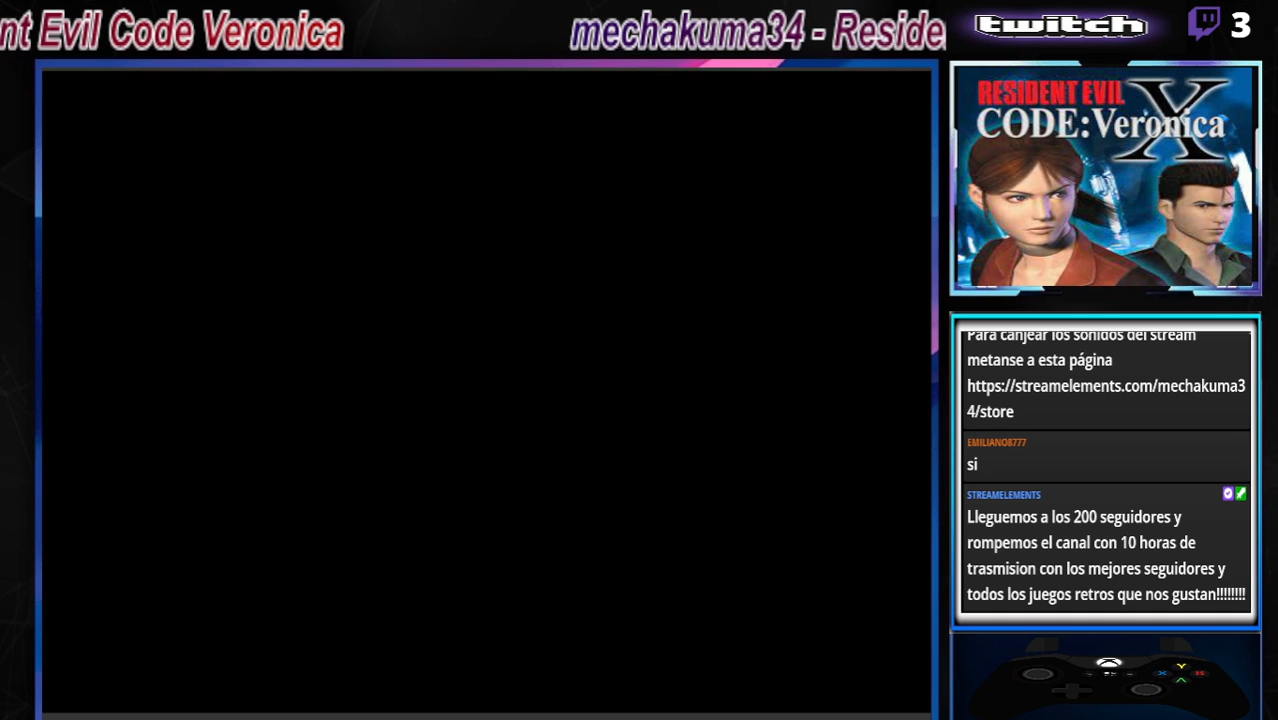 nt Evil Code Veronica
mechakuma34 - Reside
twitch
3
RESIDENT EVIL
CODE:Veronica
X
Para canjear los sonidos del stream
metanse a esta página
https://streamelements.com/mechakuma3
4/store
EMILIANO8777
si
STREAMELEMENTS
Lleguemos a los 200 seguidores y
rompemos el canal con 10 horas de
trasmision con los mejores seguidores y
todos los juegos retros que nos gustan!!!!!!!!
Y
X
B
A